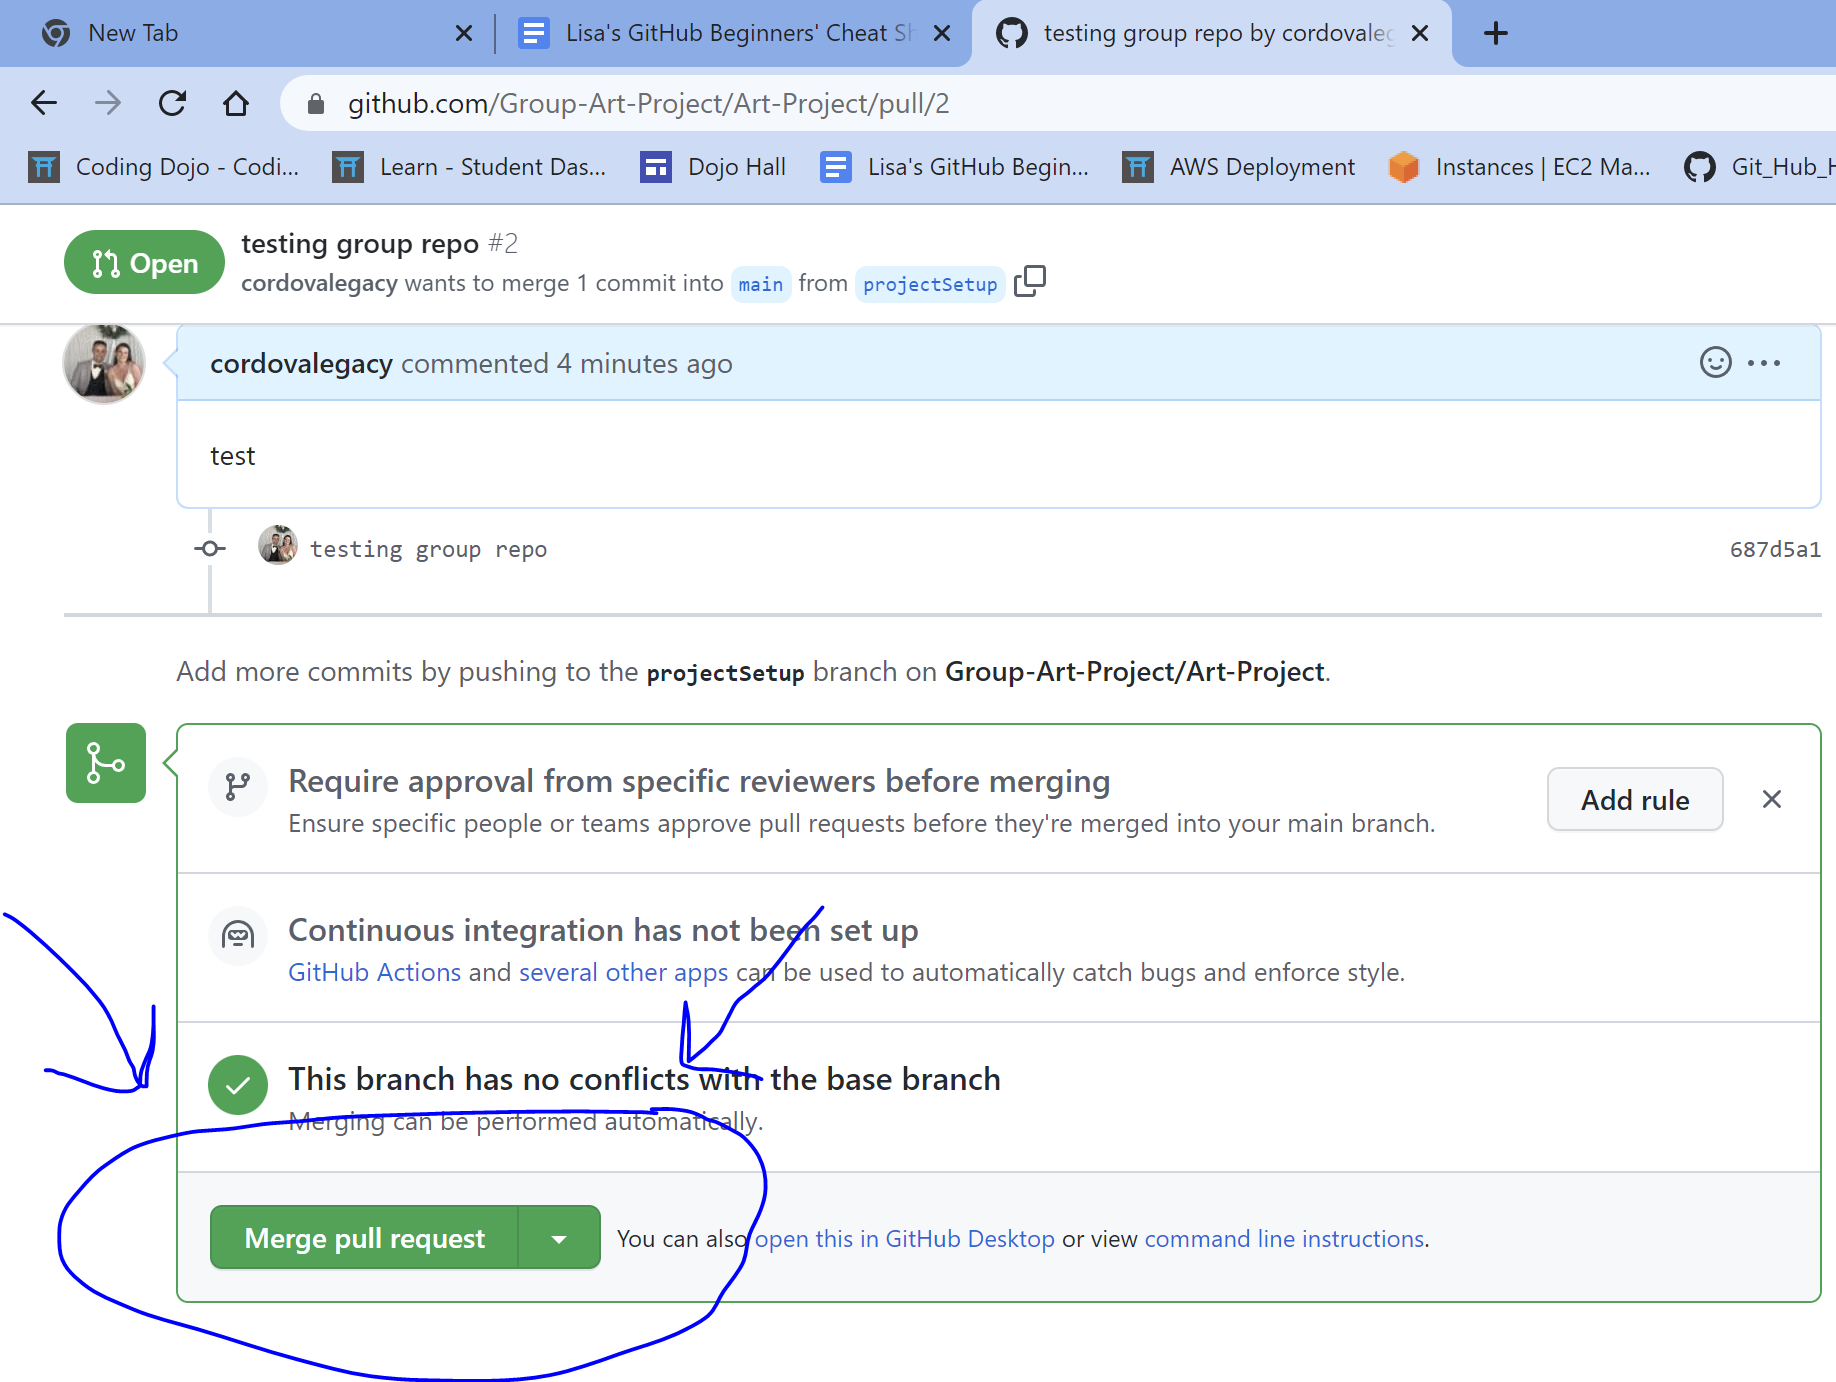 New Tab
Lisa's GitHub Beginners' Cheat Sh
testing group repo by cordovaleg
github.com/Group-Art-Project/Art-Project/pull/2
Coding Dojo - Codi...
Learn - Student Das...
Dojo Hall
Lisa's GitHub Begin...
AWS Deployment
Instances | EC2 Ma...
Git_Hub_H
Open
testing group repo #2
cordovalegacy wants to merge 1 commit into main from projectSetup
cordovalegacy commented 4 minutes ago
test
testing group repo
687d5a1
Add more commits by pushing to the projectSetup branch on Group-Art-Project/Art-Project.
Require approval from specific reviewers before merging
Ensure specific people or teams approve pull requests before they're merged into your main branch.
Add rule
Continuous integration has not been set up
GitHub Actions and several other apps can be used to automatically catch bugs and enforce style.
This branch has no conflicts with the base branch
Merging can be performed automatically.
Merge pull request
You can also open this in GitHub Desktop or view command line instructions.